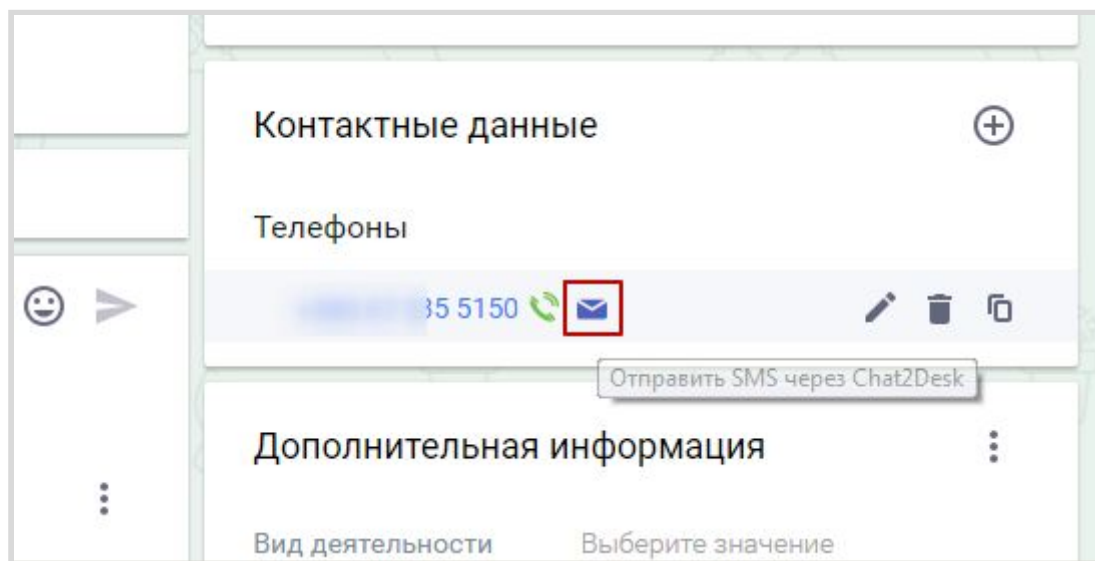 Контактные данные
Телефоны
35 5150
Отправить SMS через Chat2Desk
Дополнительная информация
Вид деятельности Выберите значение